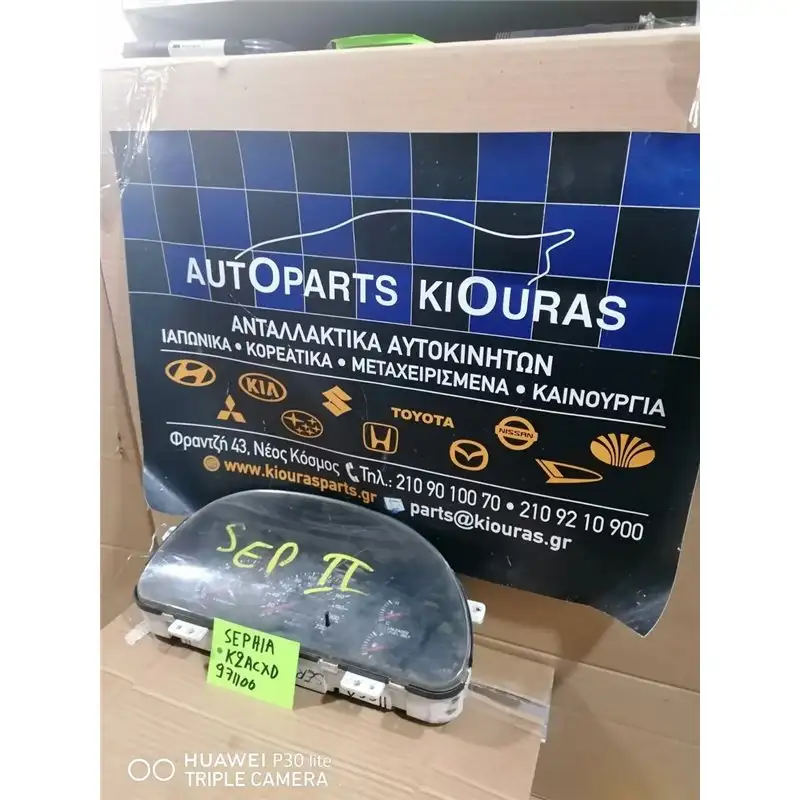 AUTOPARTS KIOURAS
ΑΝΤΑΛΛΑΚΤΙΚΑ ΑΥΤΟΚΙΝΗΤΩΝ
ΙΑΠΩΝΙΚΑ • ΚΟΡΕΑΤΙΚΑ • ΜΕΤΑΧΕΙΡΙΣΜΕΝΑ • ΚΑΙΝΟΥΡΓΙΑ
KIA
TOYOTA
NISSAN
Φραντζή 43, Νέος Κόσμος Τηλ.: 210 90 100 70 • 210 92 10 900
www.kiourasparts.gr parts@kiouras.gr
SEP II
SEPHIA
•K2ACXD
971100
HUAWEI P30 lite
TRIPLE CAMERA